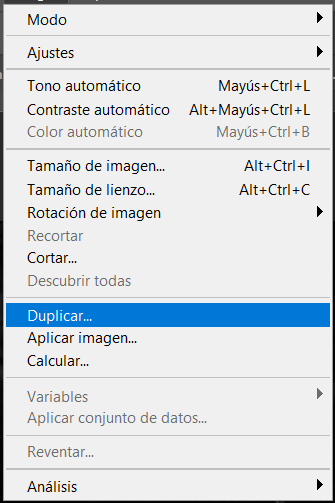 Modo
Ajustes
Tono automático Mayús+Ctrl+L
Contraste automático Alt+Mayús+Ctrl+L
Color automático Mayús+Ctrl+B
Tamaño de imagen... Alt+Ctrl+I
Tamaño de lienzo... Alt+Ctrl+C
Rotación de imagen
Recortar
Cortar...
Descubrir todas
Duplicar...
Aplicar imagen...
Calcular...
Variables
Aplicar conjunto de datos...
Reventar...
Análisis